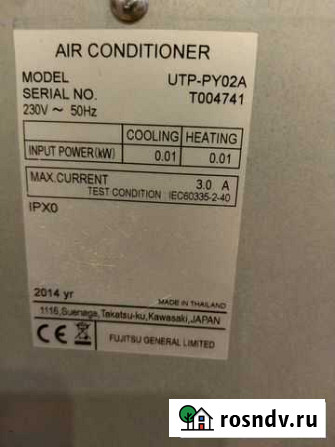 AIR CONDITIONER
MODEL UTP-PY02A
SERIAL NO. T004741
230V ~ 50Hz
COOLING HEATING
INPUT POWER(kW) 0.01 0.01
MAX.CURRENT 3.0 A
TEST CONDITION IEC60335-2-40
IPX0
2014 yr
MADE IN THAILAND
1116,Suenaga,Takatsu-ku,Kawasaki,JAPAN
CE FUJITSU GENERAL LIMITED
rosndv.ru